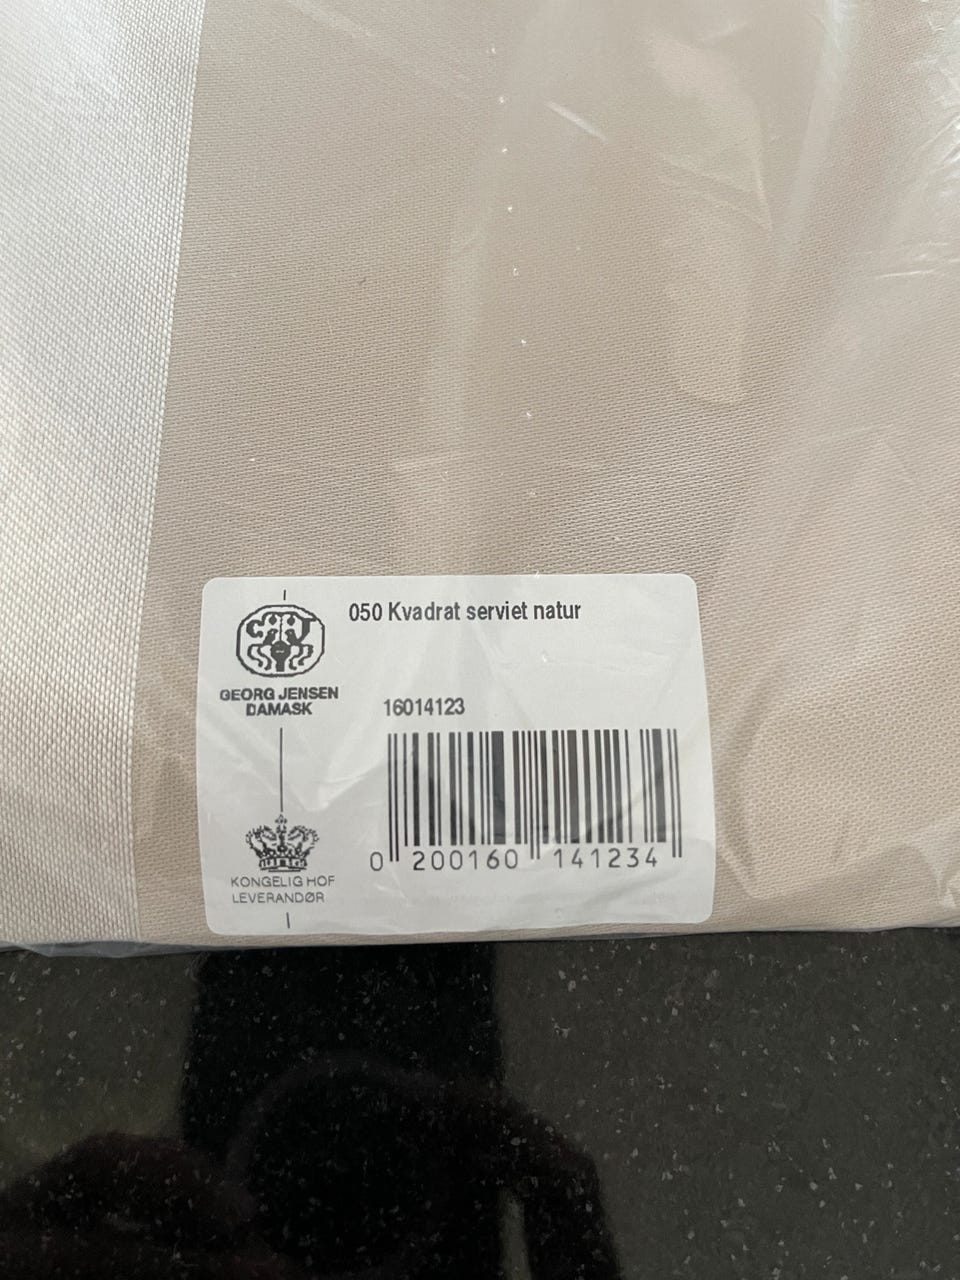 050 Kvadrat serviet natur
GEORG JENSEN
DAMASK
16014123
0 200160 141234
KONGELIG HOF
LEVERANDØR